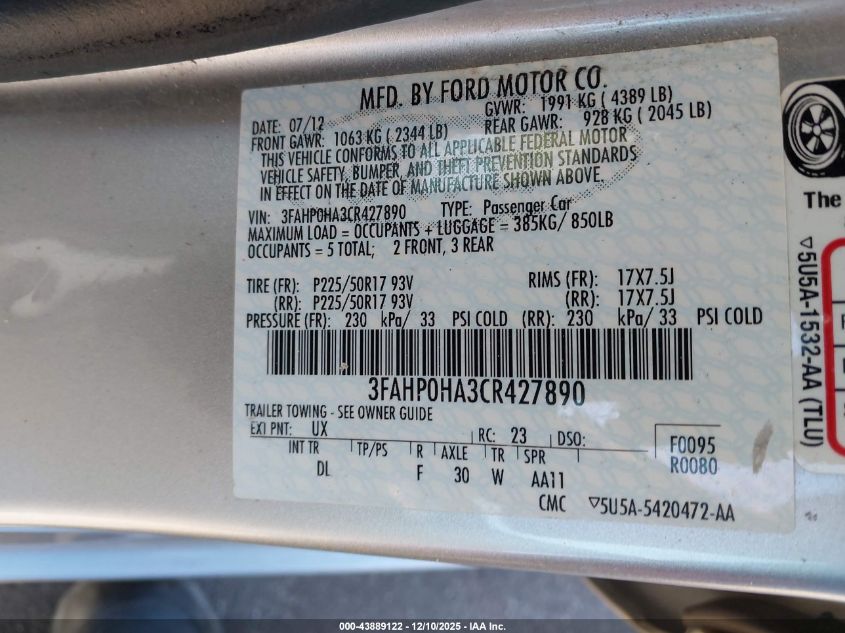 MFD. BY FORD MOTOR CO.
DATE: 07/12 GVWR: 1991 KG ( 4389 LB)
FRONT GAWR: 1063 KG ( 2344 LB) REAR GAWR: 928 KG ( 2045 LB)
THIS VEHICLE CONFORMS TO ALL APPLICABLE FEDERAL MOTOR
VEHICLE SAFETY, BUMPER, AND THEFT PREVENTION STANDARDS
IN EFFECT ON THE DATE OF MANUFACTURE SHOWN ABOVE.
VIN: 3FAHP0HA3CR427890 TYPE: Passenger Car
MAXIMUM LOAD = OCCUPANTS + LUGGAGE = 385KG/ 850LB
OCCUPANTS = 5 TOTAL; 2 FRONT, 3 REAR
TIRE (FR): P225/50R17 93V RIMS (FR): 17X7.5J
(RR): P225/50R17 93V (RR): 17X7.5J
PRESSURE (FR): 230 kPa/ 33 PSI COLD (RR): 230 kPa/ 33 PSI COLD
3FAHP0HA3CR427890
TRAILER TOWING - SEE OWNER GUIDE
EXT PNT: UX RC: 23 DSO: F0095
INT TR TP/PS R AXLE TR SPR R0080
DL F 30 W AA11
CMC ▽5U5A-5420472-AA
The
▽5U5A-1532-AA (TLU)
000-43889122 • 12/10/2025 • IAA Inc.